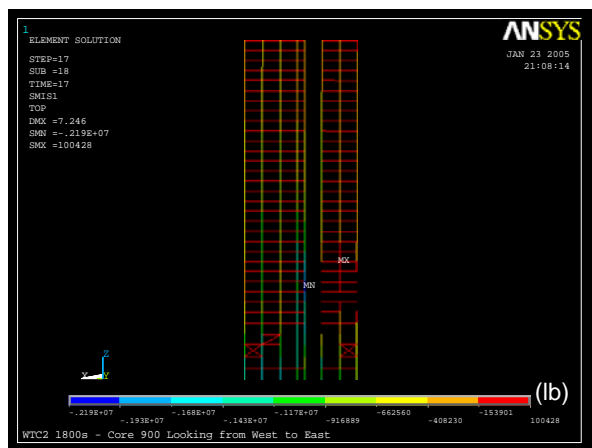 1
ANSYS
ELEMENT SOLUTION
JAN 23 2005
21:08:14
STEP=17
SUB =18
TIME=17
SMIS1
TOP
DMX =7.246
SMN =-.219E+07
SMX =100428
MX
MN
Z
X Y
(lb)
-.219E+07 -.168E+07 -.117E+07 -662560 -153901
-.193E+07 -.143E+07 -916889 -408230 100428
WTC2 1800s - Core 900 Looking from West to East